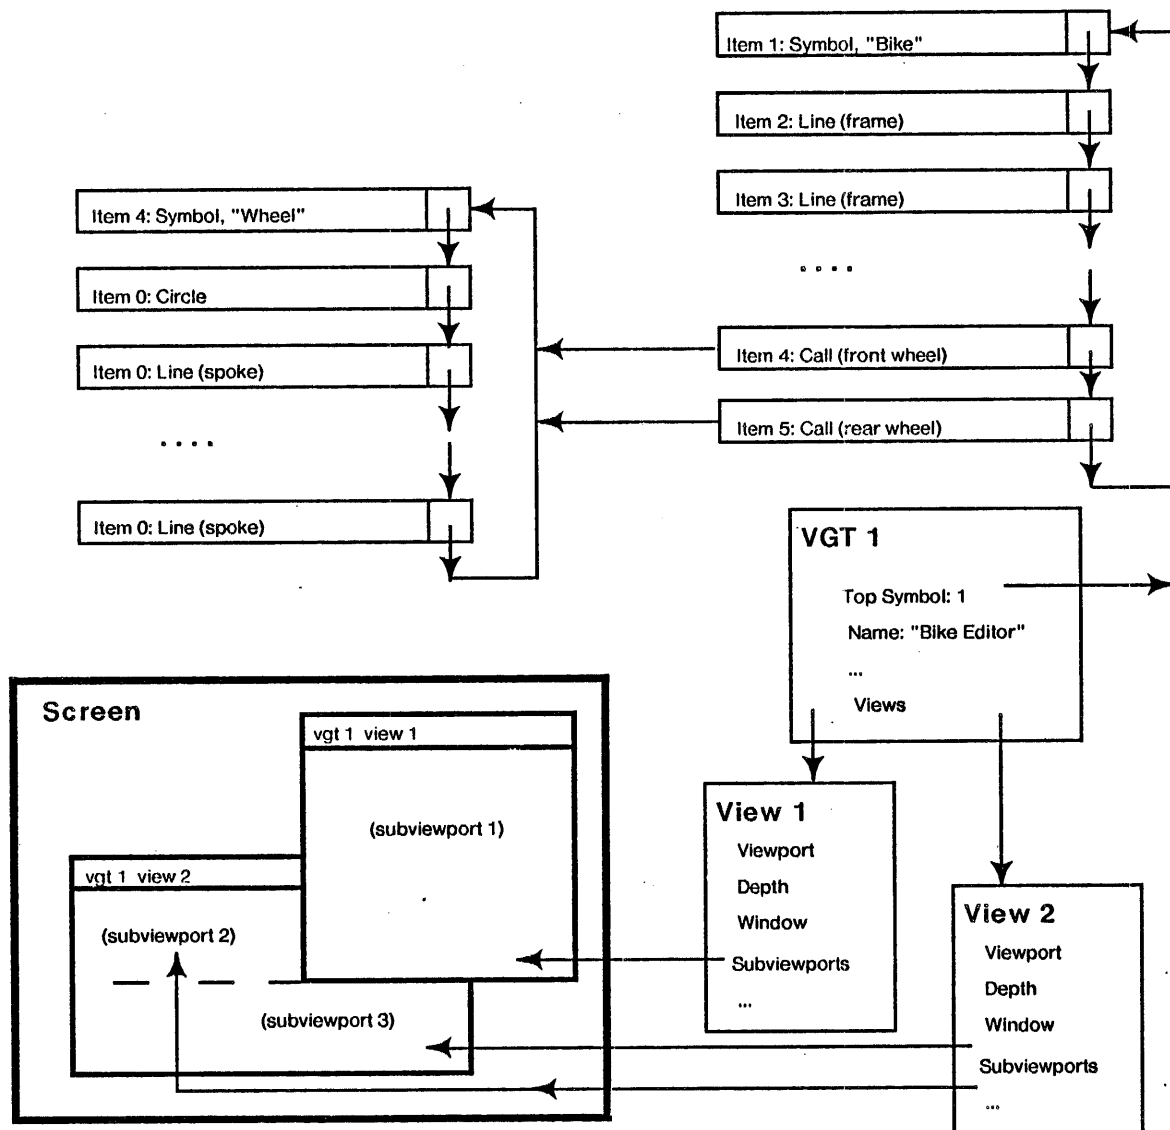 Item 1: Symbol, "Bike"
Item 2: Line (frame)
Item 3: Line (frame)
....
Item 4: Call (front wheel)
Item 5: Call (rear wheel)
Item 4: Symbol, "Wheel"
Item 0: Circle
Item 0: Line (spoke)
....
Item 0: Line (spoke)
VGT 1
Top Symbol: 1
Name: "Bike Editor"
...
Views
Screen
vgt 1 view 1
(subviewport 1)
vgt 1 view 2
(subviewport 2)
(subviewport 3)
View 1
Viewport
Depth
Window
Subviewports
...
View 2
Viewport
Depth
Window
Subviewports
...